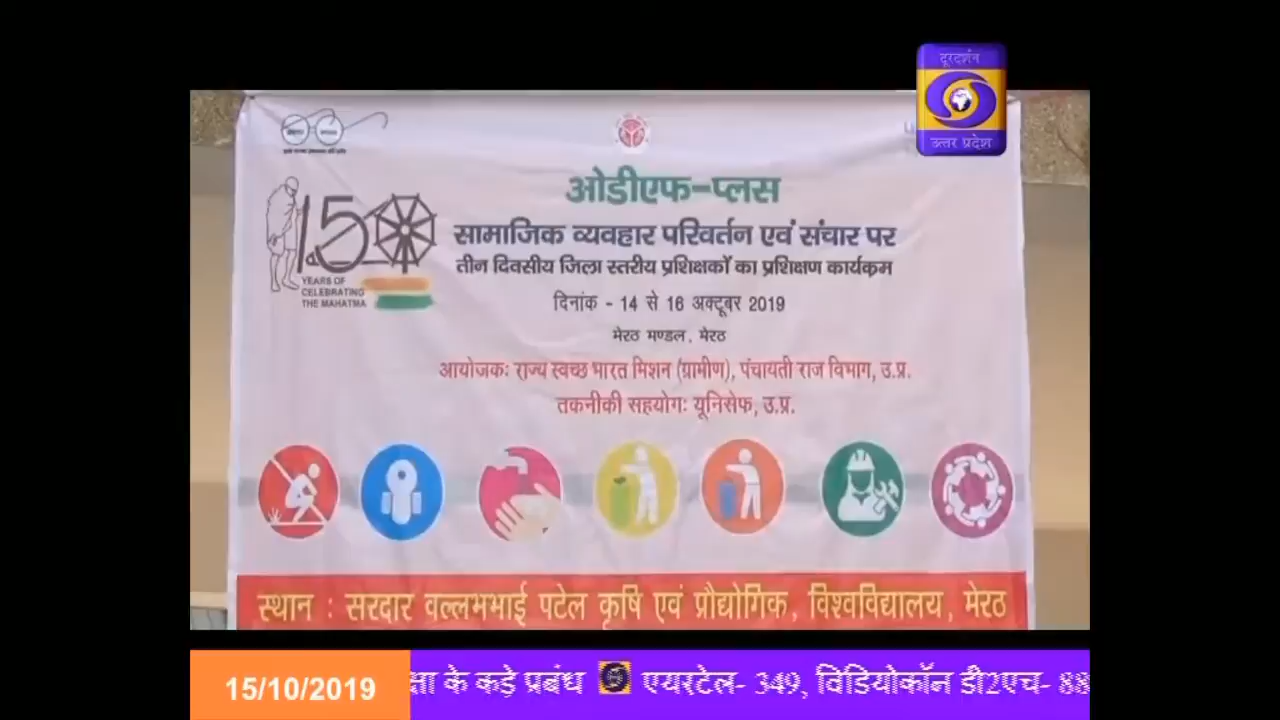 दूरदर्शन
उत्तर प्रदेश
ओडीएफ-प्लस
150
YEARS OF
CELEBRATING
THE MAHATMA
सामाजिक व्यवहार परिवर्तन एवं संचार पर
तीन दिवसीय जिला स्तरीय प्रशिक्षकों का प्रशिक्षण कार्यक्रम
दिनांक - 14 से 16 अक्टूबर 2019
मेरठ मण्डल, मेरठ
आयोजकः राज्य स्वच्छ भारत मिशन (ग्रामीण), पंचायती राज विभाग, उ.प्र.
तकनीकी सहयोगः यूनिसेफ, उ.प्र.
स्थान : सरदार वल्लभभाई पटेल कृषि एवं प्रौद्योगिक, विश्वविद्यालय, मेरठ
15/10/2019 क्षा के कड़े प्रबंध एयरटेल- 349, विडियोकॉन डी2एच- 88